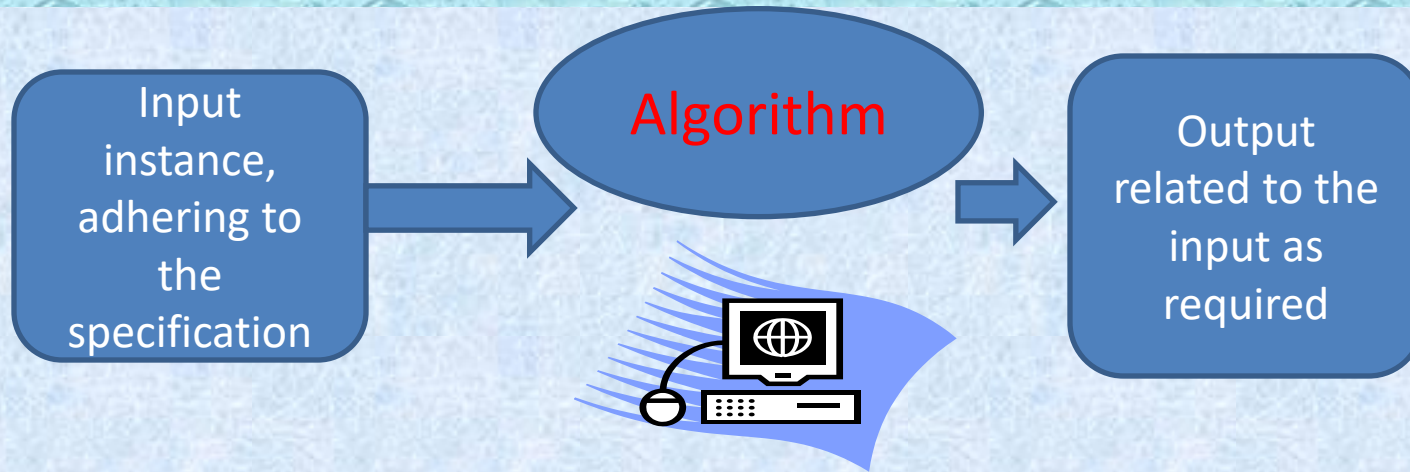 Input
instance,
adhering to
the
specification
Algorithm
Output
related to the
input as
required